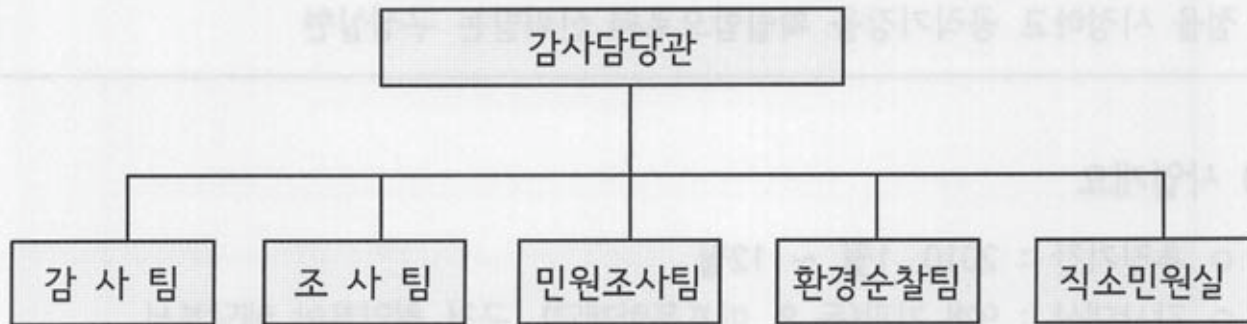 감사담당관
감 사 팀 조 사 팀 민원조사팀 환경순찰팀 직소민원실